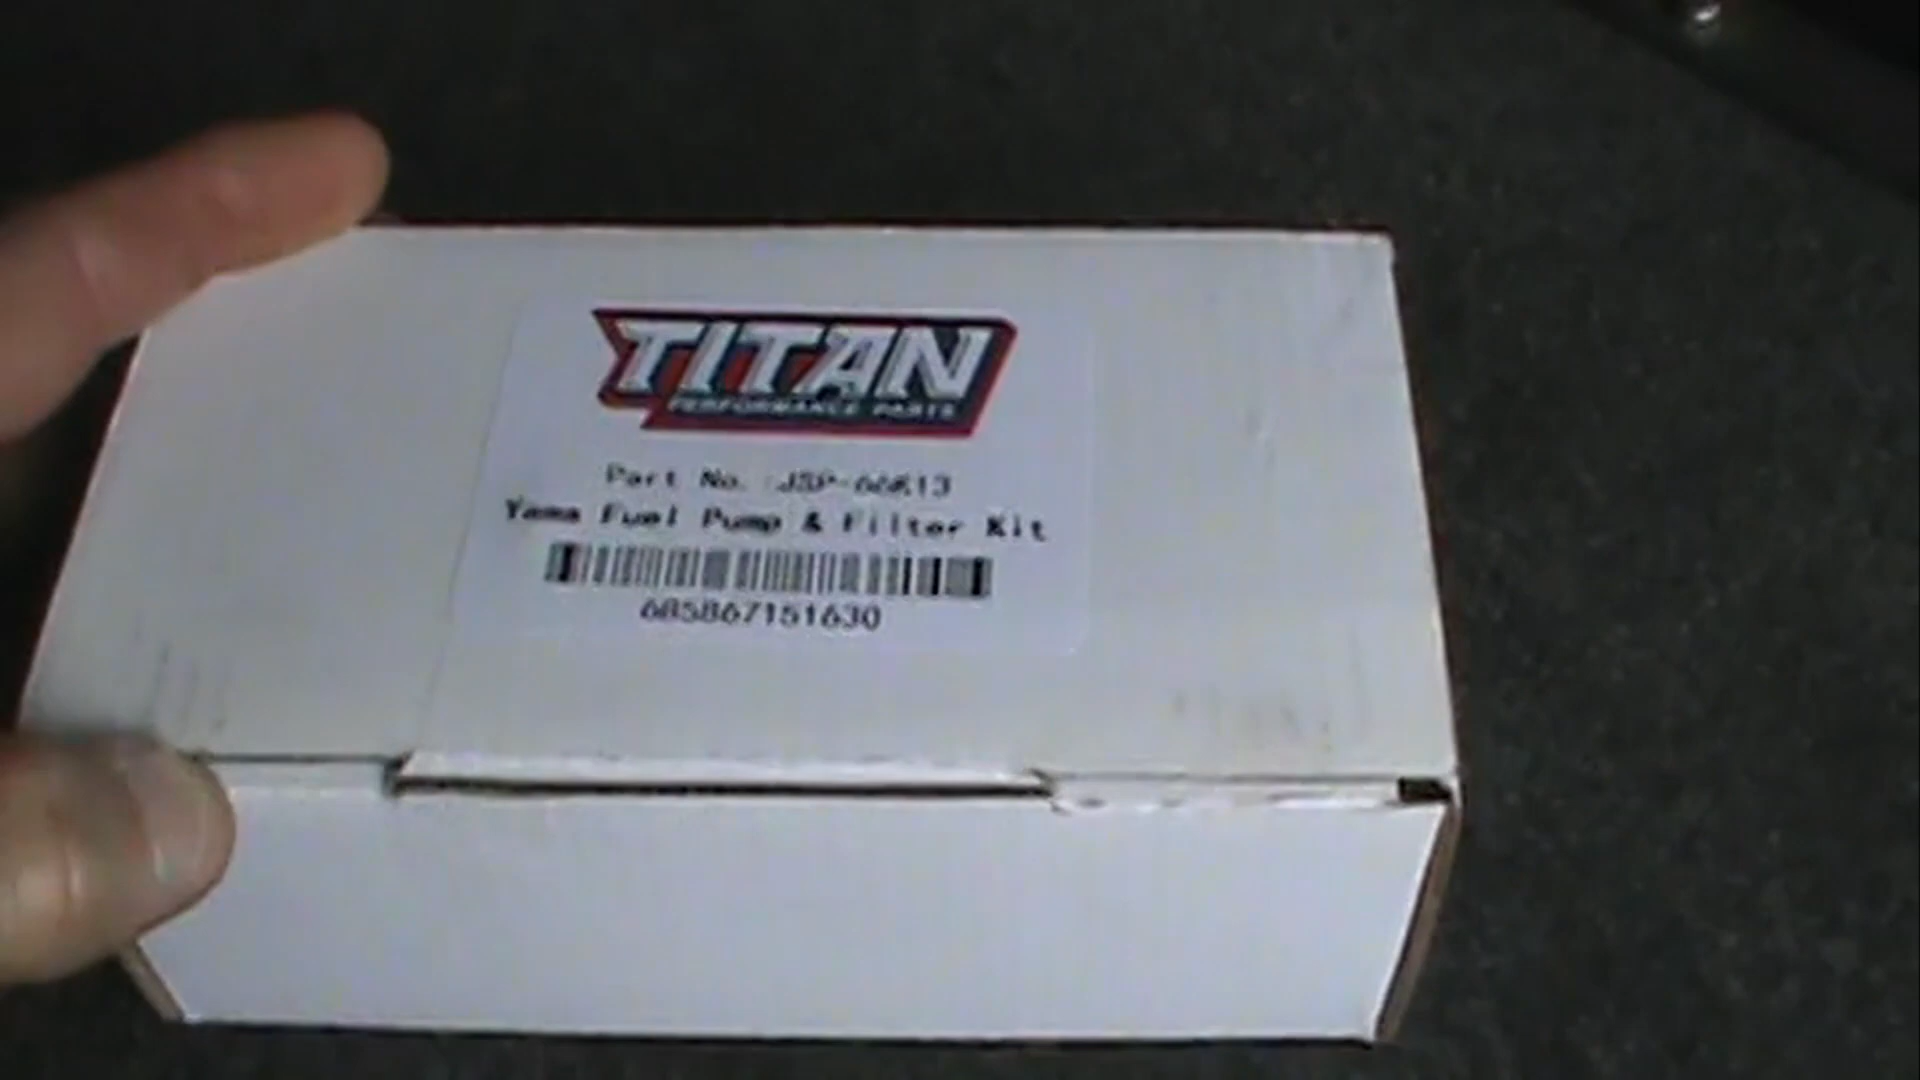 TITAN
PERFORMANCE PARTS
Part No. :JSP-66K13
Yama Fuel Pump & Filter Kit
685867151630